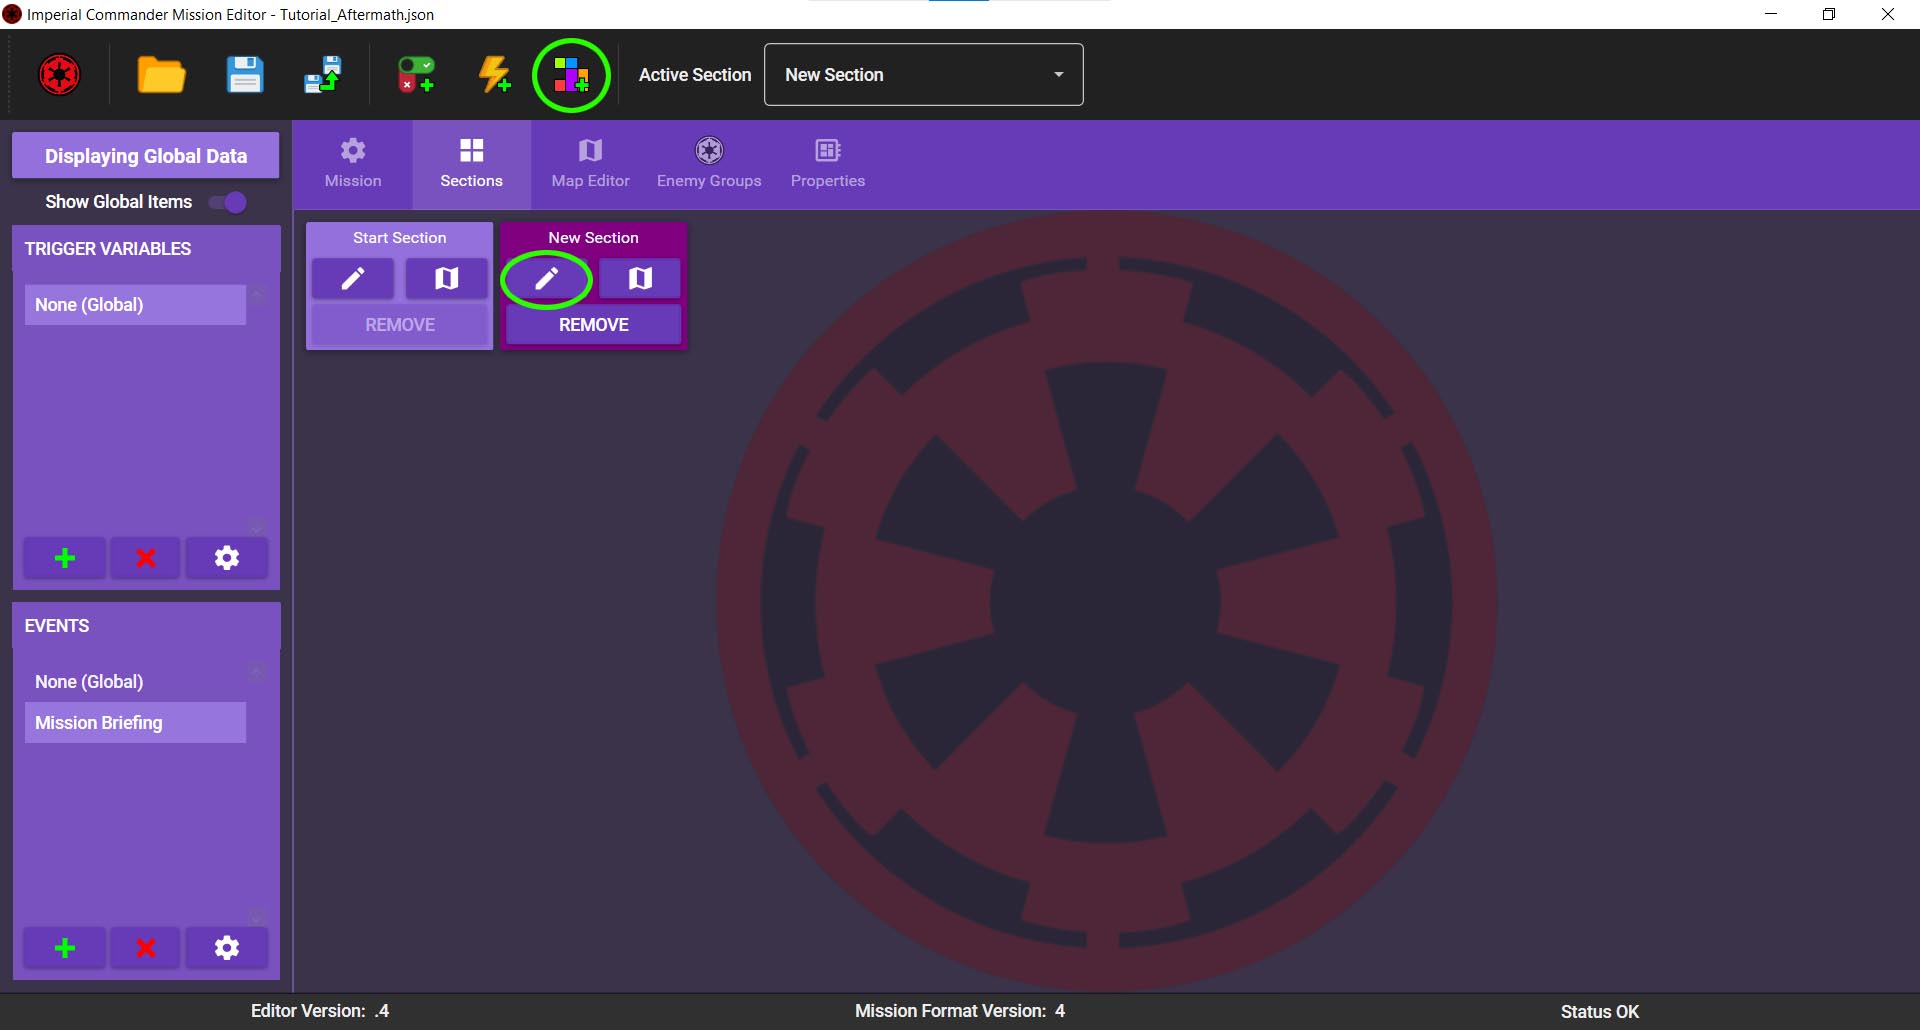 Imperial Commander Mission Editor - Tutorial_Aftermath.json
Active Section
New Section
Displaying Global Data
Show Global Items
TRIGGER VARIABLES
None (Global)
EVENTS
None (Global)
Mission Briefing
Mission
Sections
Map Editor
Enemy Groups
Properties
Start Section
REMOVE
New Section
REMOVE
Editor Version: .4
Mission Format Version: 4
Status OK